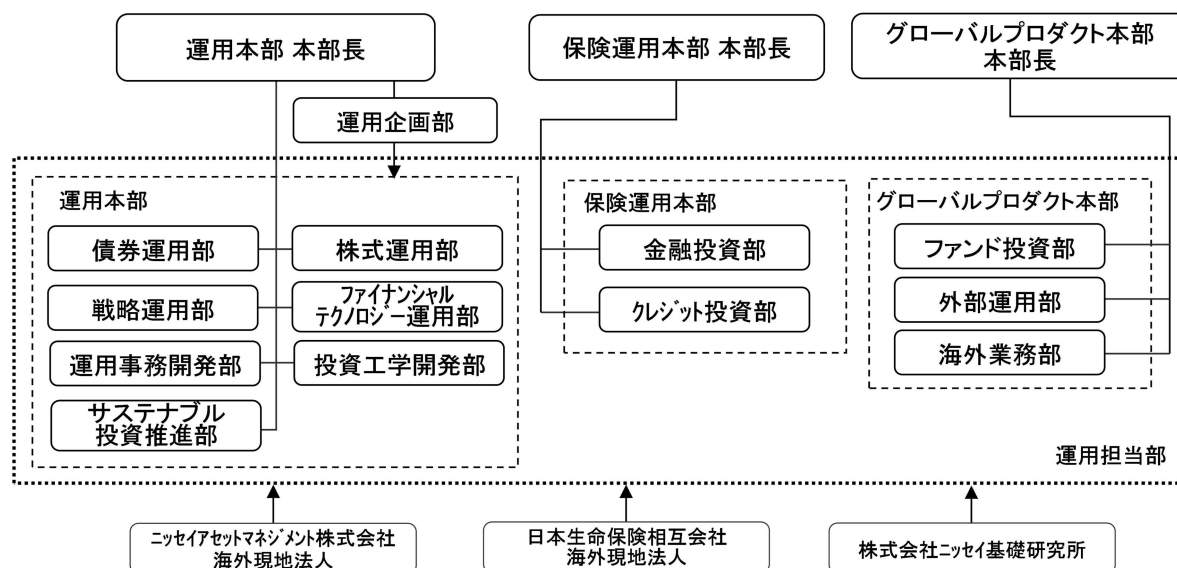 運用本部 本部長
保険運用本部 本部長
グローバルプロダクト本部
本部長
運用企画部
運用本部
債券運用部
株式運用部
戦略運用部
ファイナンシャル
テクノロジー運用部
運用事務開発部
投資工学開発部
サステナブル
投資推進部
保険運用本部
金融投資部
クレジット投資部
グローバルプロダクト本部
ファンド投資部
外部運用部
海外業務部
運用担当部
ニッセイアセットマネジメント株式会社
海外現地法人
日本生命保険相互会社
海外現地法人
株式会社ニッセイ基礎研究所